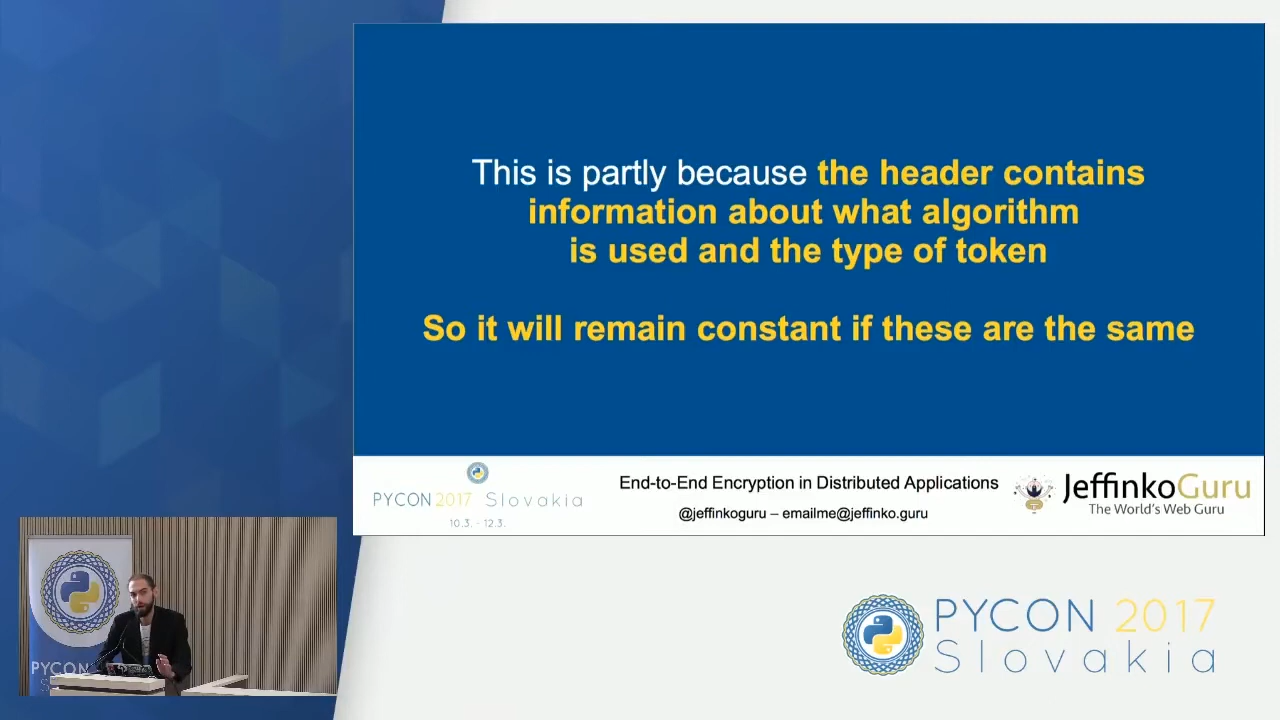 This is partly because the header contains
information about what algorithm
is used and the type of token
So it will remain constant if these are the same
PYCON 2017 Slovakia
10.3. - 12.3.
End-to-End Encryption in Distributed Applications
@jeffinkoguru – emailme@jeffinko.guru
JeffinkoGuru
The World's Web Guru
PYCON
PYCON 2017
Slovakia